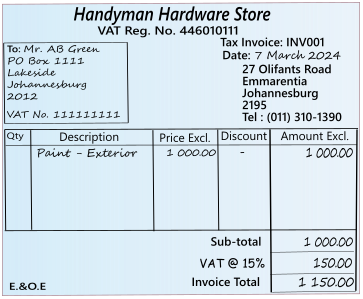 Handyman Hardware Store
VAT Reg. No. 446010111
Tax Invoice: INV001
Date: 7 March 2024
To: Mr. AB Green
PO Box 1111
Lakeside
Johannesburg
2012
VAT No. 111111111
27 Olifants Road
Emmarentia
Johannesburg
2195
Tel : (011) 310-1390
Qty Description Price Excl. Discount Amount Excl.
Paint - Exterior 1 000.00 - 1 000.00
Sub-total 1 000.00
VAT @ 15% 150.00
Invoice Total 1 150.00
E.&O.E